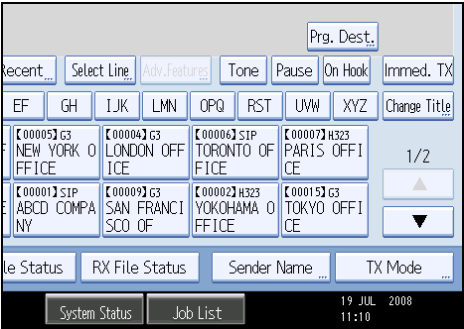 Prg. Dest.
Recent Select Line Adv.Features Tone Pause On Hook Immed. TX
EF GH IJK LMN OPQ RST UVW XYZ Change Title
【00005】G3 【00004】G3 【00006】SIP 【00007】H323
NEW YORK O LONDON OFF TORONTO OF PARIS OFFI
FFICE ICE FICE CE
1/2
【00001】SIP 【00009】G3 【00002】H323 【00015】G3
ABCD COMPA SAN FRANCI YOKOHAMA O TOKYO OFFI
NY SCO OF FFICE CE
le Status RX File Status Sender Name TX Mode
System Status Job List 19 JUL 2008
11:10